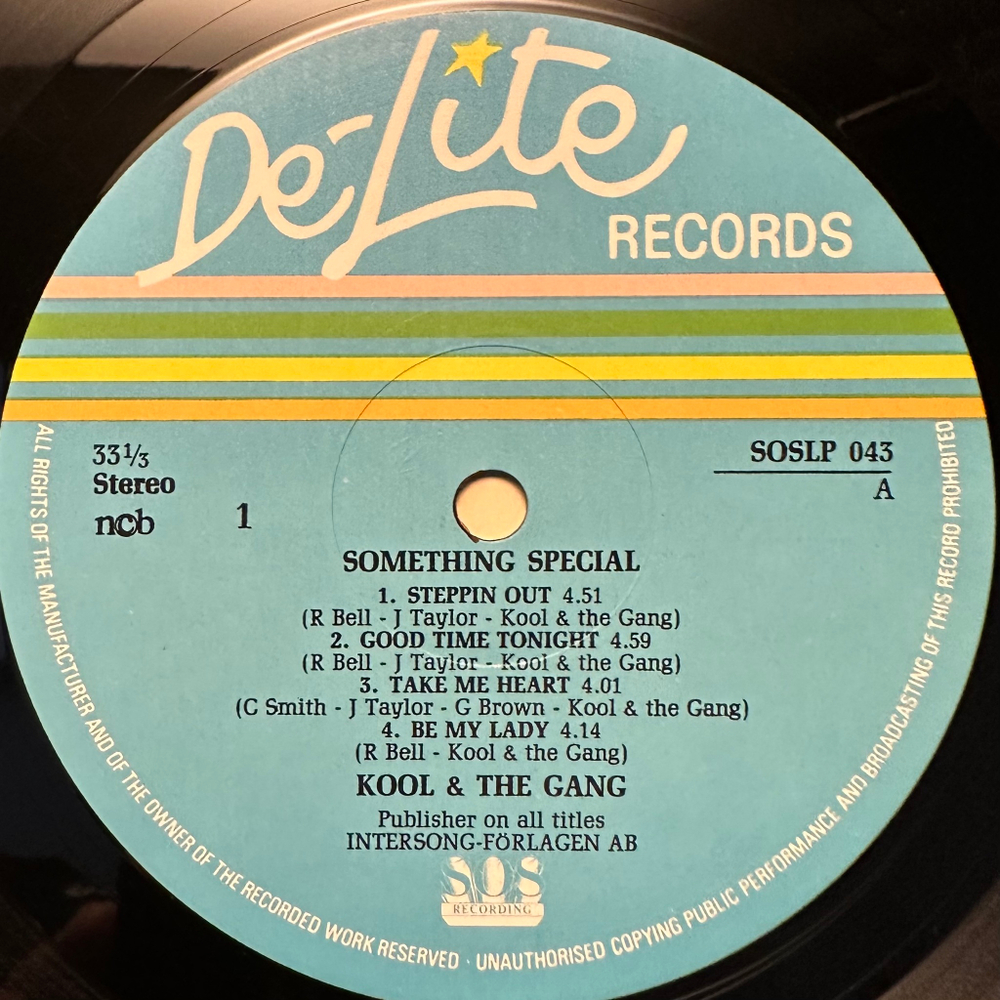 De-Lite
RECORDS
33⅓
Stereo
ncb
1
SOSLP 043
A
SOMETHING SPECIAL
1. STEPPIN OUT 4.51
(R Bell - J Taylor - Kool & the Gang)
2. GOOD TIME TONIGHT 4.59
(R Bell - J Taylor - Kool & the Gang)
3. TAKE ME HEART 4.01
(C Smith - J Taylor - G Brown - Kool & the Gang)
4. BE MY LADY 4.14
(R Bell - Kool & the Gang)
KOOL & THE GANG
Publisher on all titles
INTERSONG-FÖRLAGEN AB
SOS
RECORDING
ALL RIGHTS OF THE MANUFACTURER AND OF THE OWNER OF THE RECORDED WORK RESERVED · UNAUTHORISED COPYING PUBLIC PERFORMANCE AND BROADCASTING OF THIS RECORD PROHIBITED